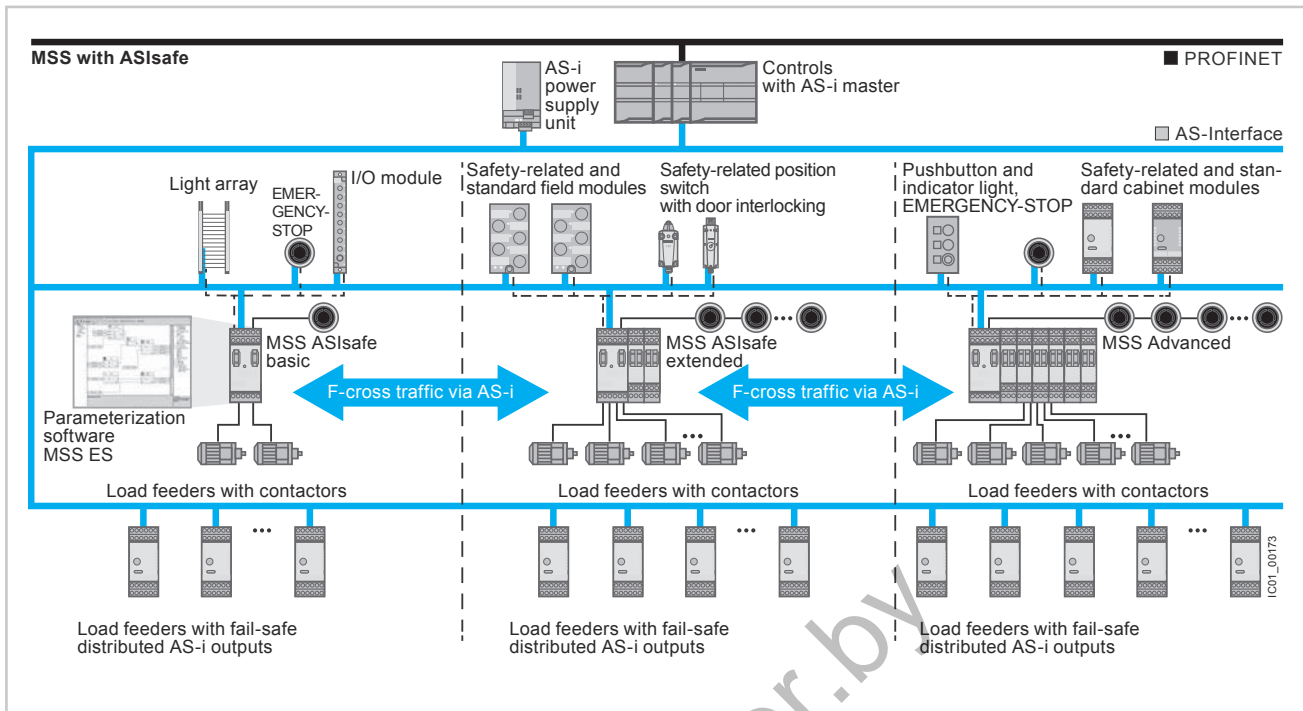 MSS with ASIsafe
PROFINET
AS-i
power
supply
unit
Controls
with AS-i master
AS-Interface
Light array
EMER-
GENCY-
STOP
I/O module
Safety-related and
standard field modules
Safety-related position
switch
with door interlocking
Pushbutton and
indicator light,
EMERGENCY-STOP
Safety-related and stan-
dard cabinet modules
MSS ASIsafe
basic
MSS ASIsafe
extended
MSS Advanced
F-cross traffic via AS-i
F-cross traffic via AS-i
Parameterization
software
MSS ES
Load feeders with contactors
Load feeders with contactors
Load feeders with contactors
IC01_00173
Load feeders with fail-safe
distributed AS-i outputs
Load feeders with fail-safe
distributed AS-i outputs
Load feeders with fail-safe
distributed AS-i outputs
er.by